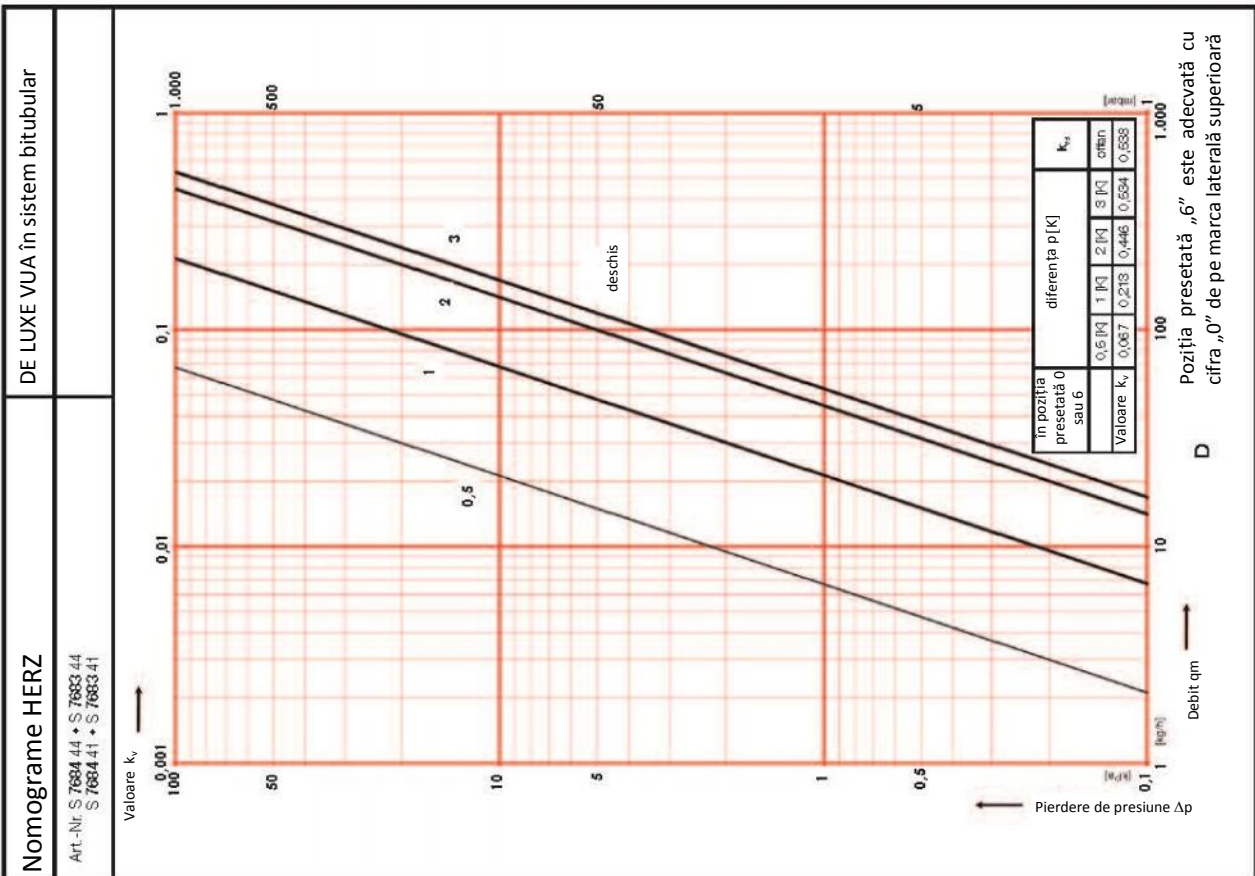 Nomograme HERZ
DE LUXE VUA în sistem bitubular
Art.-Nr. S 7684 44 + S 7683 44
S 7684 41 + S 7683 41
Valoare kv
0,001
0,01
0,1
1
100
50
10
5
1
0,5
0,1
[kPa]
1.000
500
50
5
1
[mbar]
0,5
1
2
3
deschis
în poziţia
presetată 0
sau 6
diferenţa p[K]
kvs
0,5 [K] 1 [K] 2 [K] 3 [K] offen
Valoare kv 0,067 0,213 0,446 0,534 0,538
1
[kg/h]
10
100
1.000
Pierdere de presiune Δp
Debit qm
D
Poziţia presetată „6” este adecvată cu
cifra „0” de pe marca laterală superioară